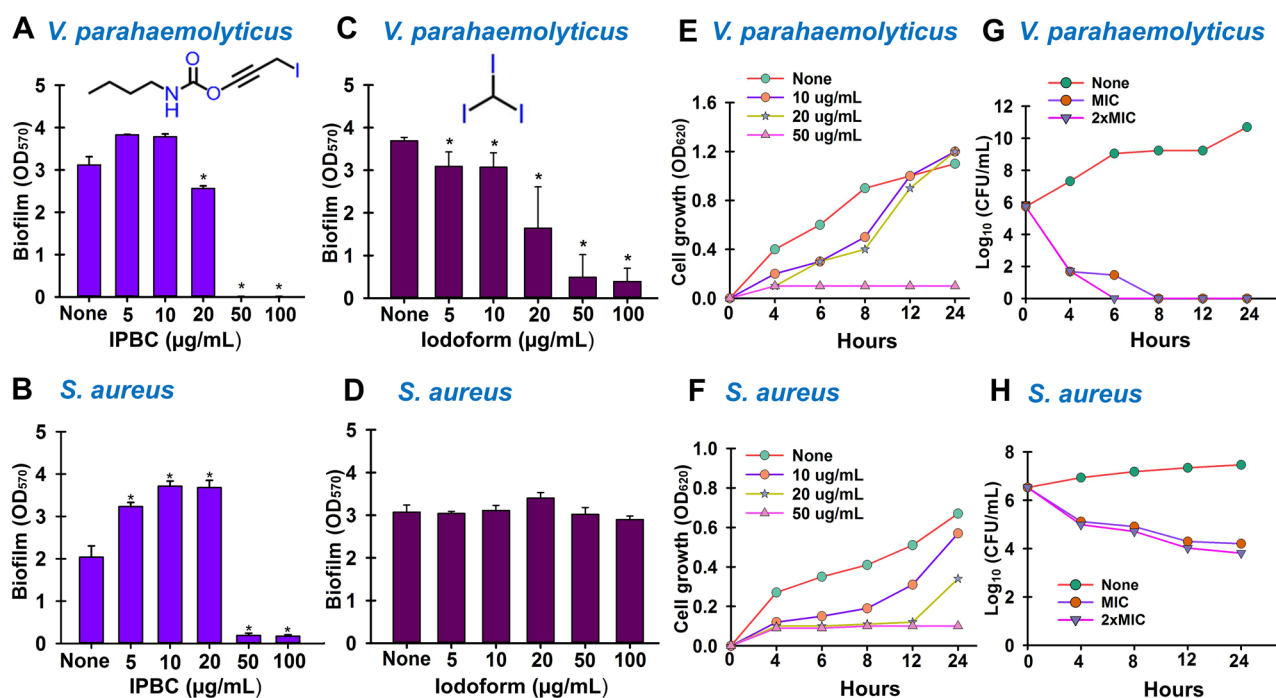 A V. parahaemolyticus
Biofilm (OD570)
5
4
3
2
1
0
O
N
H
O
I
*
*
*
None 5 10 20 50 100
IPBC (µg/mL)
C V. parahaemolyticus
Biofilm (OD570)
5
4
3
2
1
0
I
I
I
*
*
*
*
*
None 5 10 20 50 100
Iodoform (µg/mL)
E V. parahaemolyticus
None
10 ug/mL
20 ug/mL
50 ug/mL
Cell growth (OD620)
1.6
1.2
0.8
0.4
0.0
0 4 6 8 12 24
Hours
G V. parahaemolyticus
None
MIC
2xMIC
Log10 (CFU/mL)
12
10
8
6
4
2
0
0 4 6 8 12 24
Hours
B S. aureus
Biofilm (OD570)
5
4
3
2
1
0
*
*
*
*
*
None 5 10 20 50 100
IPBC (µg/mL)
D S. aureus
Biofilm (OD570)
5
4
3
2
1
0
None 5 10 20 50 100
Iodoform (µg/mL)
F S. aureus
None
10 ug/mL
20 ug/mL
50 ug/mL
Cell growth (OD620)
1.0
0.8
0.6
0.4
0.2
0.0
0 4 6 8 12 24
Hours
H S. aureus
Log10 (CFU/mL)
8
6
4
2
0
None
MIC
2xMIC
0 4 8 12 24
Hours